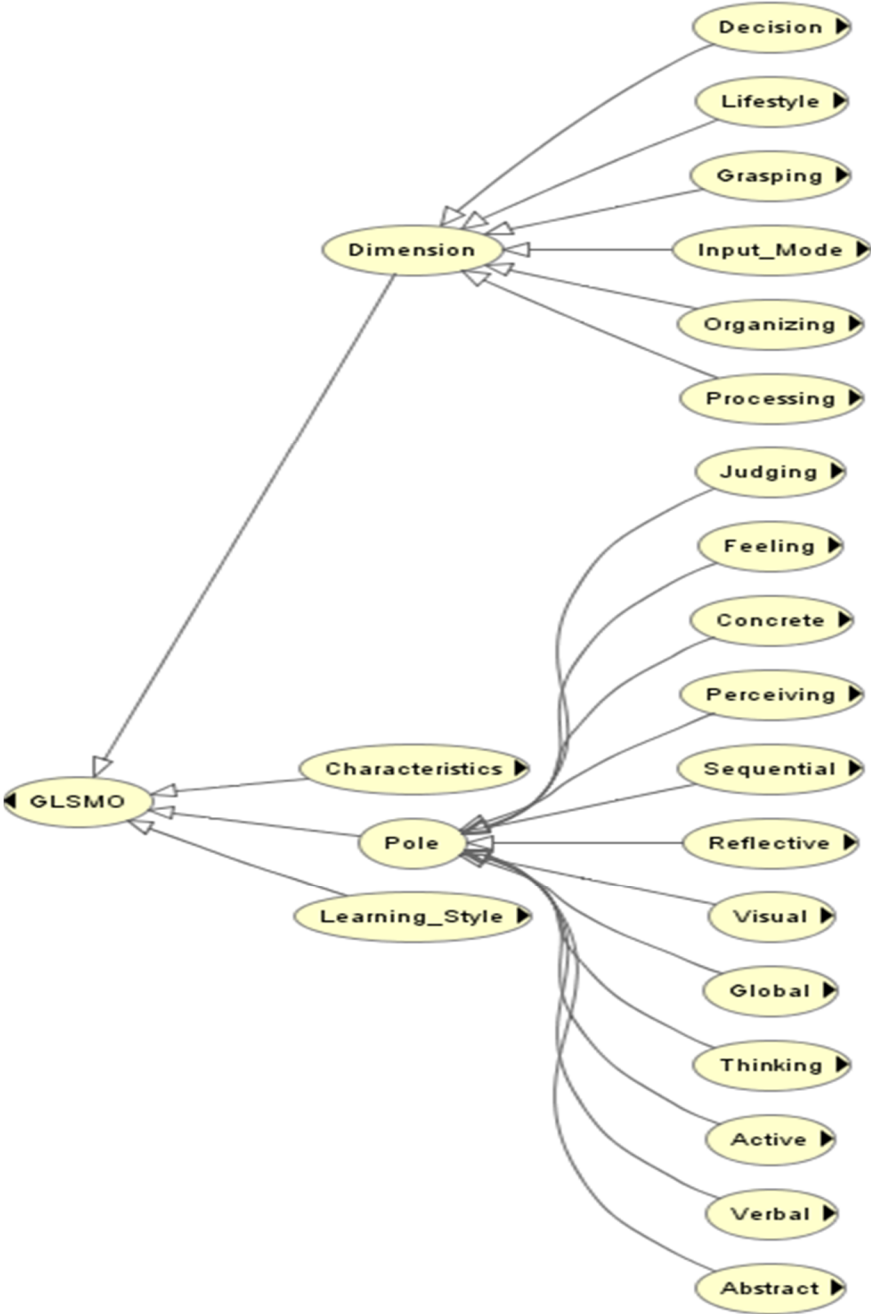 Decision
Lifestyle
Grasping
Dimension
Input_Mode
Organizing
Processing
Judging
Feeling
Concrete
Perceiving
Characteristics
Sequential
GLSMO
Pole
Reflective
Learning_Style
Visual
Global
Thinking
Active
Verbal
Abstract